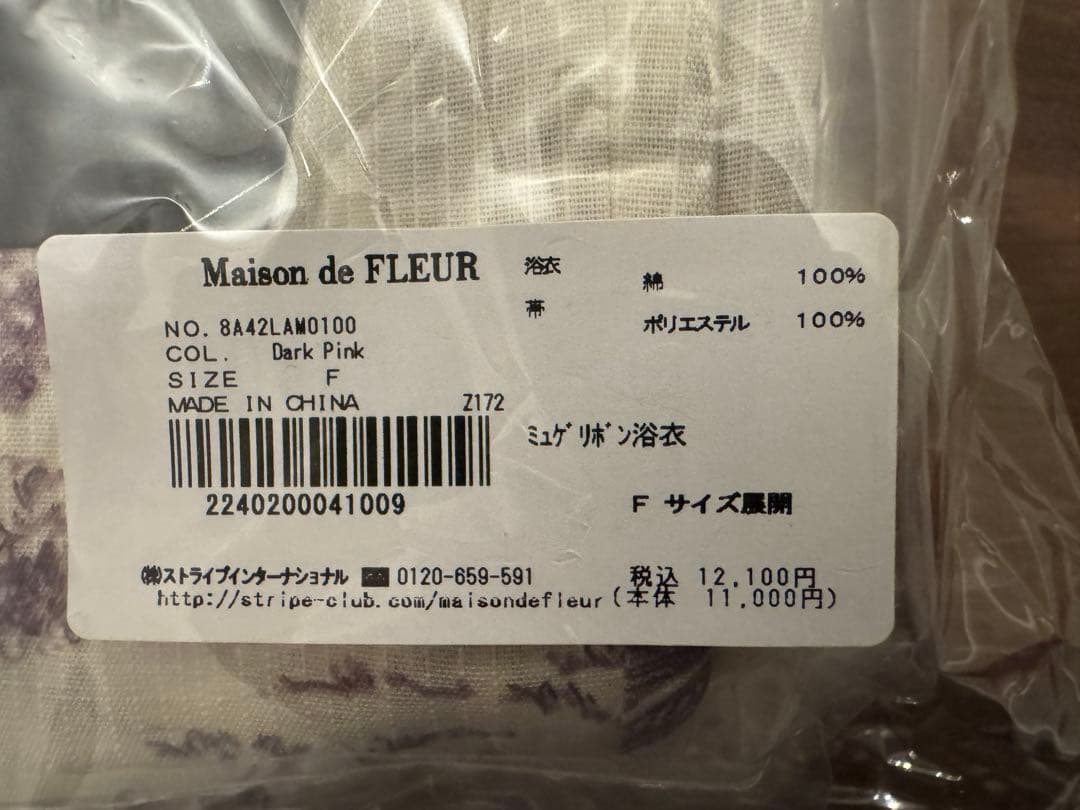 Maison de FLEUR
NO. 8A42LAM0100
COL. Dark Pink
SIZE F
MADE IN CHINA Z172
2240200041009
浴衣 綿 100%
帯 ポリエステル 100%
ミュゲリボン浴衣
F サイズ展開
㈱ストライプインターナショナル 0120-659-591
http://stripe-club.com/maisondefleur
税込 12,100円
(本体 11,000円)